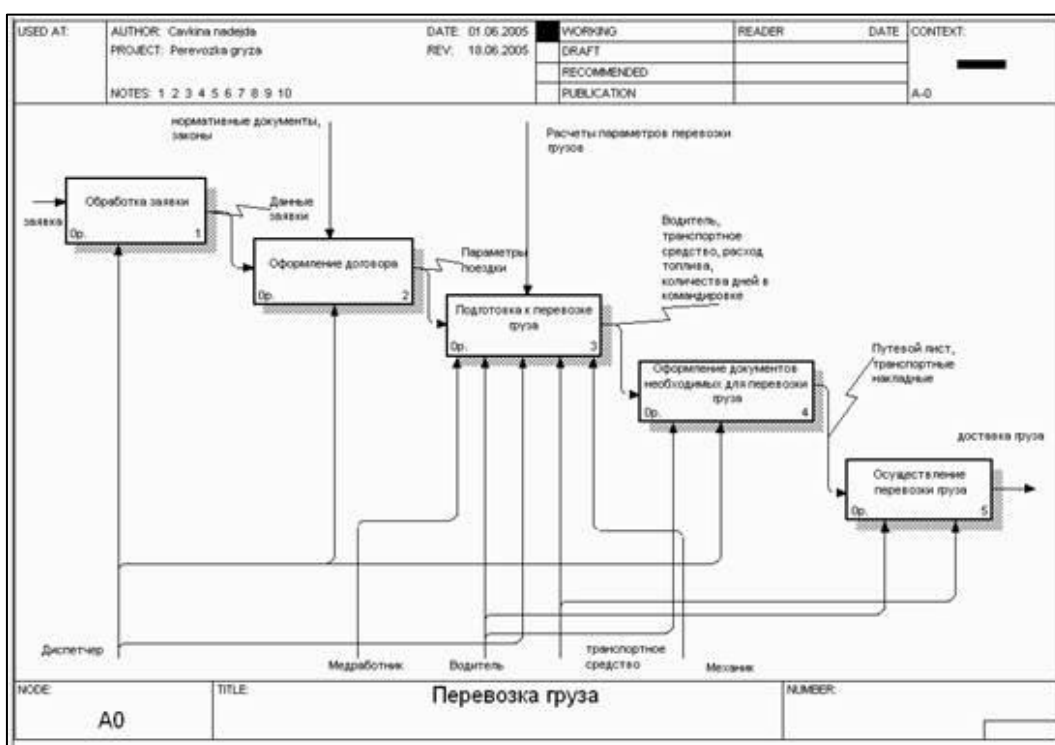 USED AT:
AUTHOR: Cavkina nadejda
DATE: 01.06.2005
WORKING
READER
DATE
CONTEXT:
PROJECT: Perevozka gryza
REV: 18.06.2005
DRAFT
RECOMMENDED
NOTES: 1 2 3 4 5 6 7 8 9 10
PUBLICATION
A-0
нормативные документы,
законы
Расчеты параметров перевозки
грузов
заявка
Обработка заявки
0р. 1
Данные
заявки
Оформление договора
0р. 2
Параметры
поездки
Подготовка к перевозке
груза
0р. 3
Водитель,
транспортное
средство, расход
топлива,
количества дней в
командировке
Оформление документов
необходимых для перевозки
груза
0р. 4
Путевой лист,
транспортные
накладные
Осуществление
перевозки груза
0р. 5
доставка груза
Диспетчер
Медработник
Водитель
транспортное
средство
Механик
NODE:
A0
TITLE:
Перевозка груза
NUMBER: